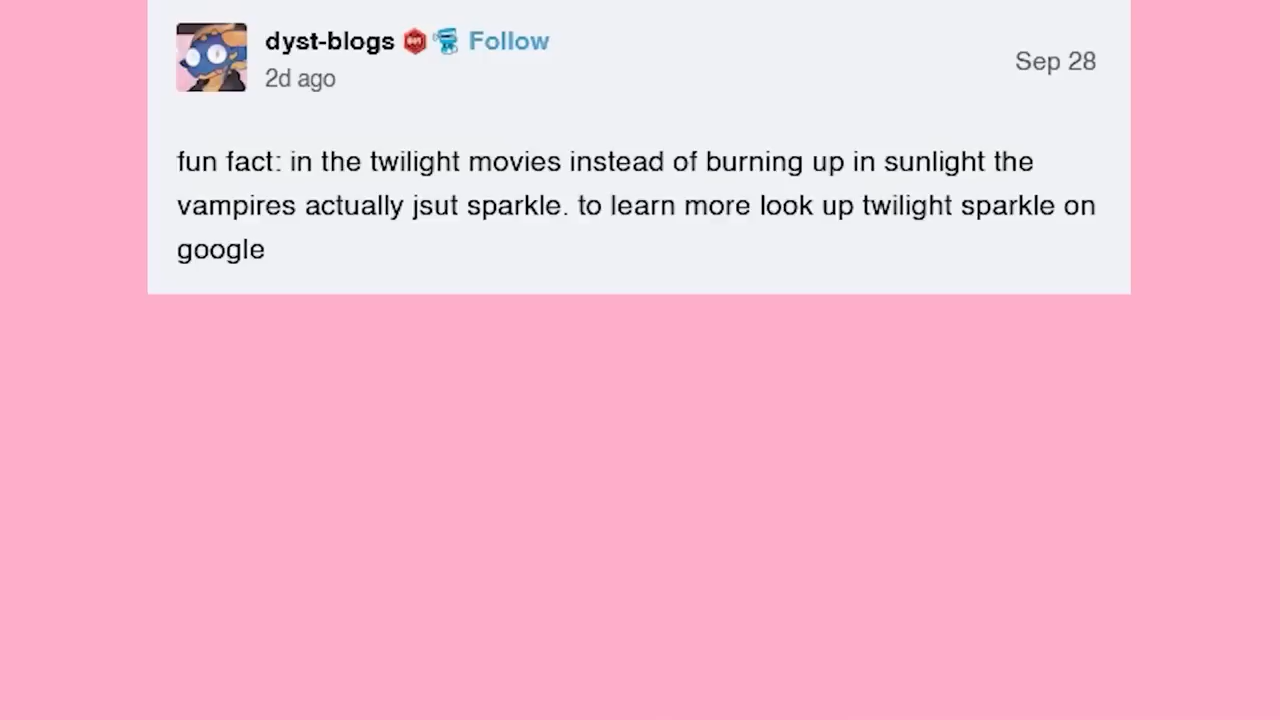 dyst-blogs Follow
2d ago
Sep 28
fun fact: in the twilight movies instead of burning up in sunlight the
vampires actually jsut sparkle. to learn more look up twilight sparkle on
google